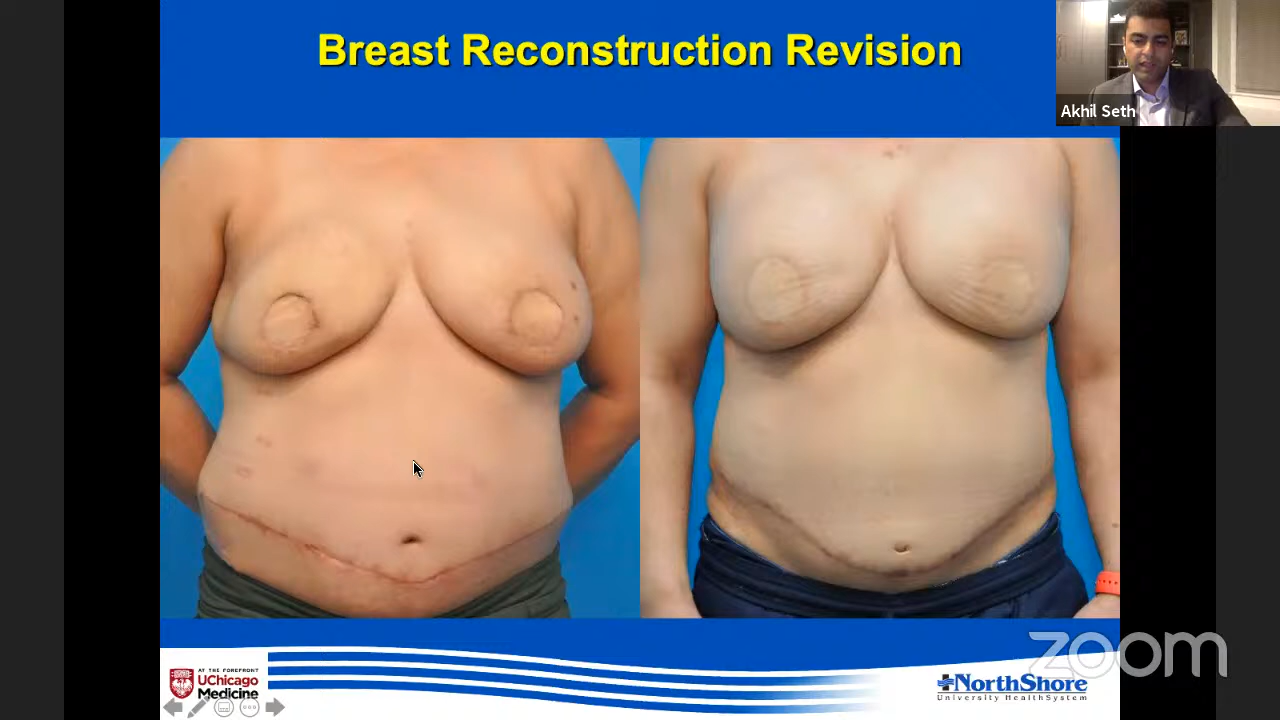 Breast Reconstruction Revision
Akhil Seth
zoom
AT THE FOREFRONT
UChicago
Medicine
NorthShore
University HealthSystem